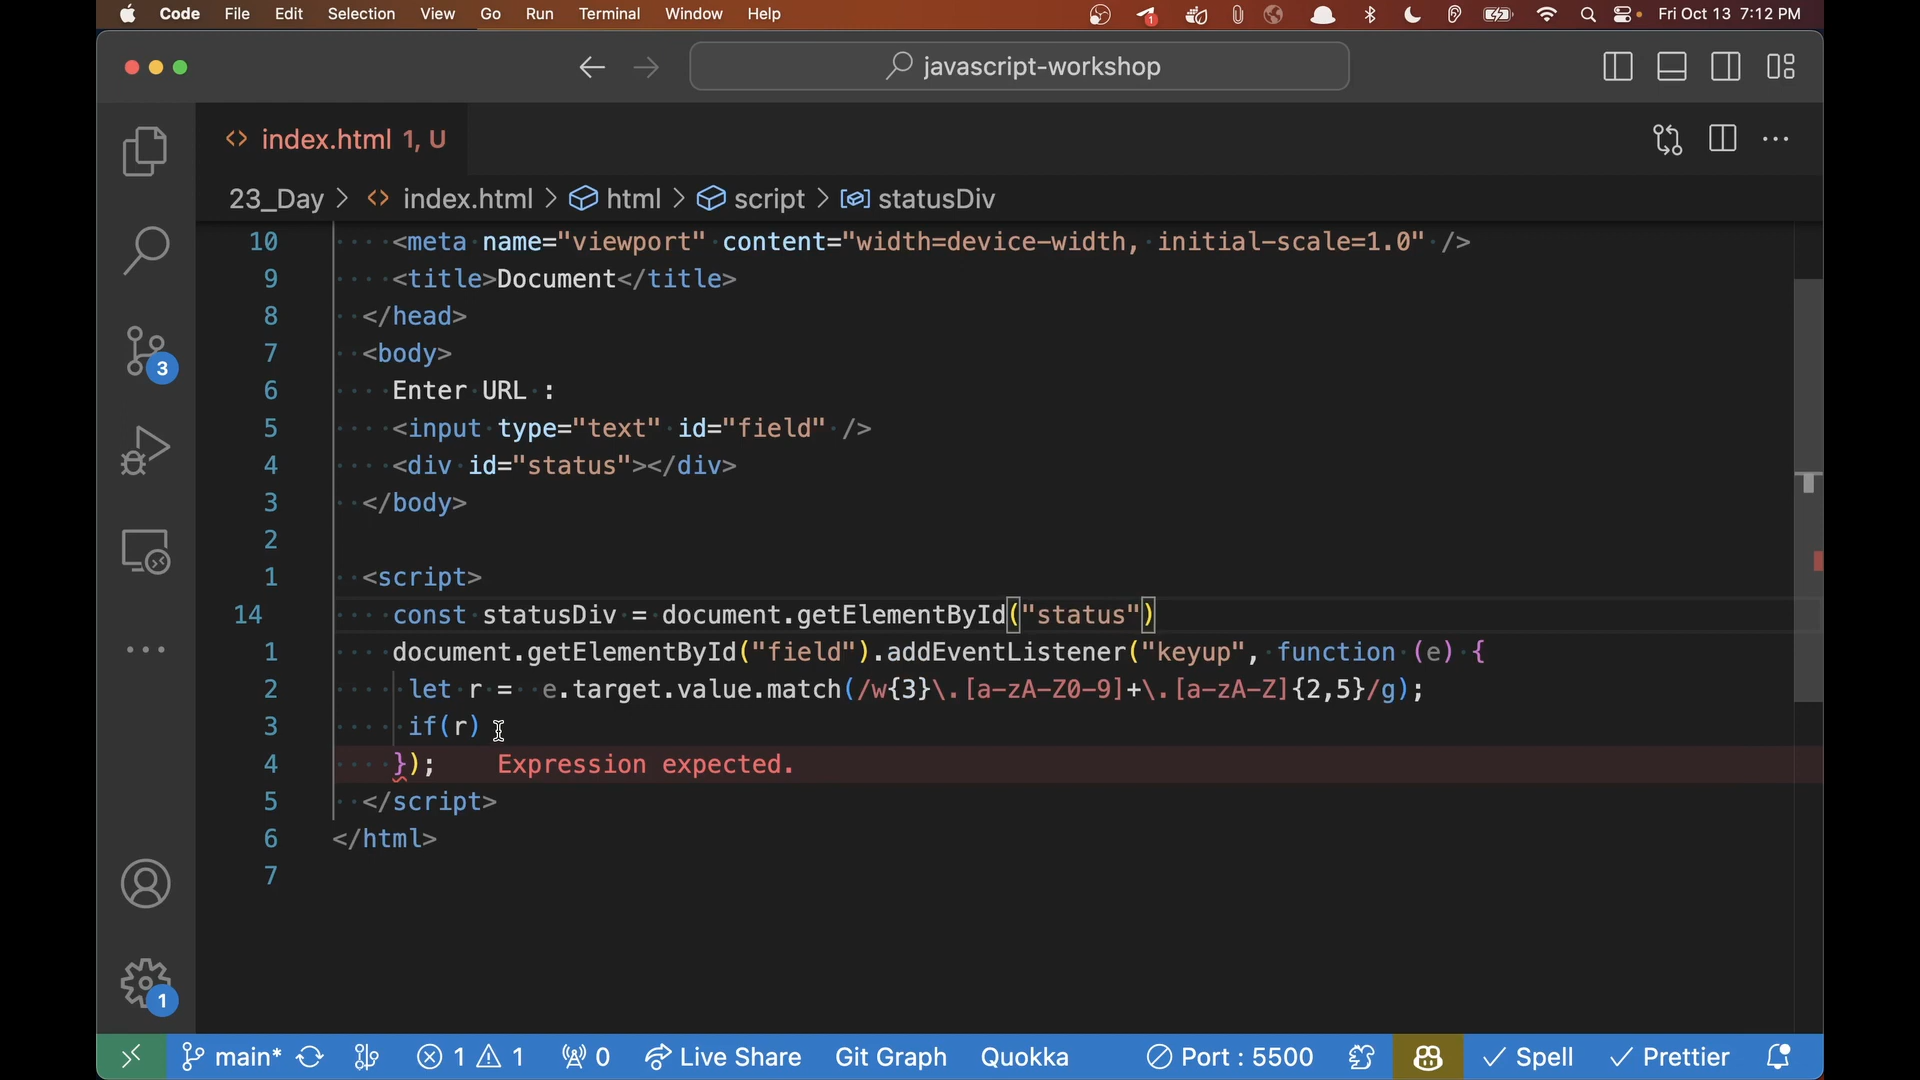 Code File Edit Selection View Go Run Terminal Window Help 1 Fri Oct 13 7:12 PM
javascript-workshop
index.html 1, U
23_Day > index.html > html > script > statusDiv
10 <meta name="viewport" content="width=device-width, initial-scale=1.0" />
9 <title>Document</title>
8 </head>
7 <body>
6 Enter URL :
5 <input type="text" id="field" />
4 <div id="status"></div>
3 </body>
2
1 <script>
14 const statusDiv = document.getElementById("status")
1 document.getElementById("field").addEventListener("keyup", function (e) {
2 let r = e.target.value.match(/w{3}\.[a-zA-Z0-9]+\.[a-zA-Z]{2,5}/g);
3 if(r)
4 }); Expression expected.
5 </script>
6 </html>
7
3
1
main* 1 1 0 Live Share Git Graph Quokka Port : 5500 Spell Prettier